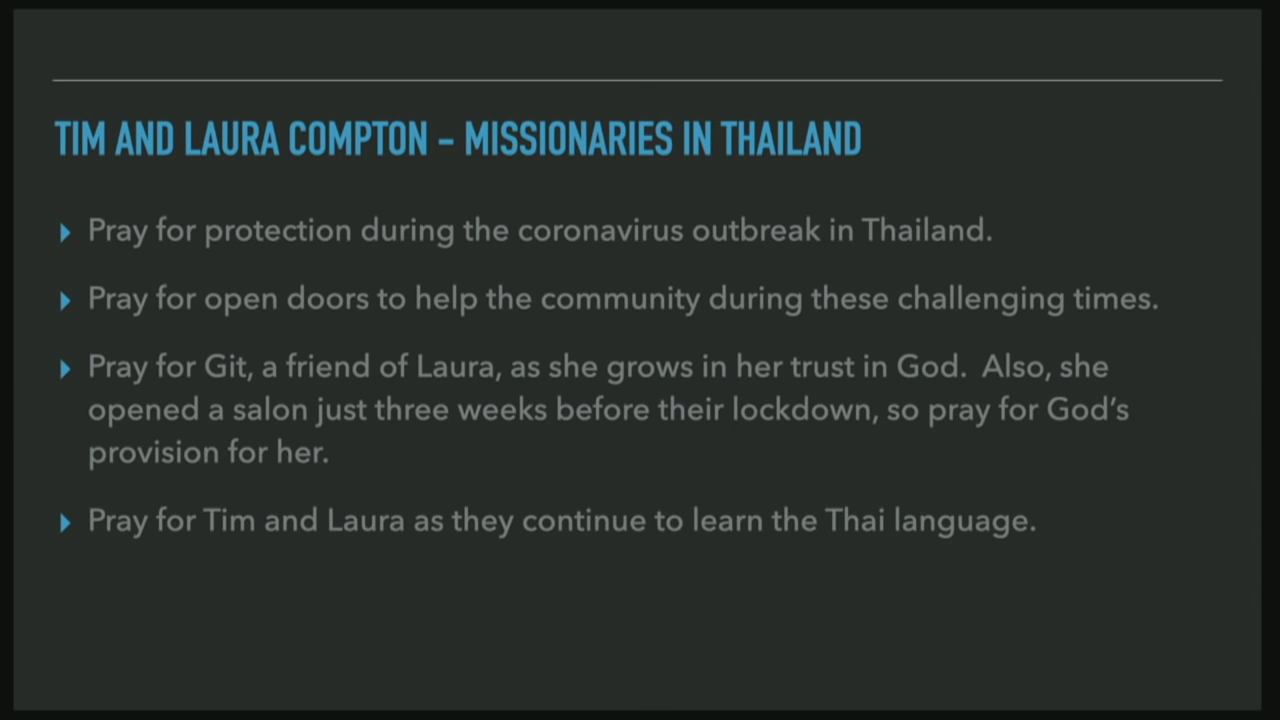 TIM AND LAURA COMPTON – MISSIONARIES IN THAILAND
Pray for protection during the coronavirus outbreak in Thailand.
Pray for open doors to help the community during these challenging times.
Pray for Git, a friend of Laura, as she grows in her trust in God.  Also, she
opened a salon just three weeks before their lockdown, so pray for God’s
provision for her.
Pray for Tim and Laura as they continue to learn the Thai language.